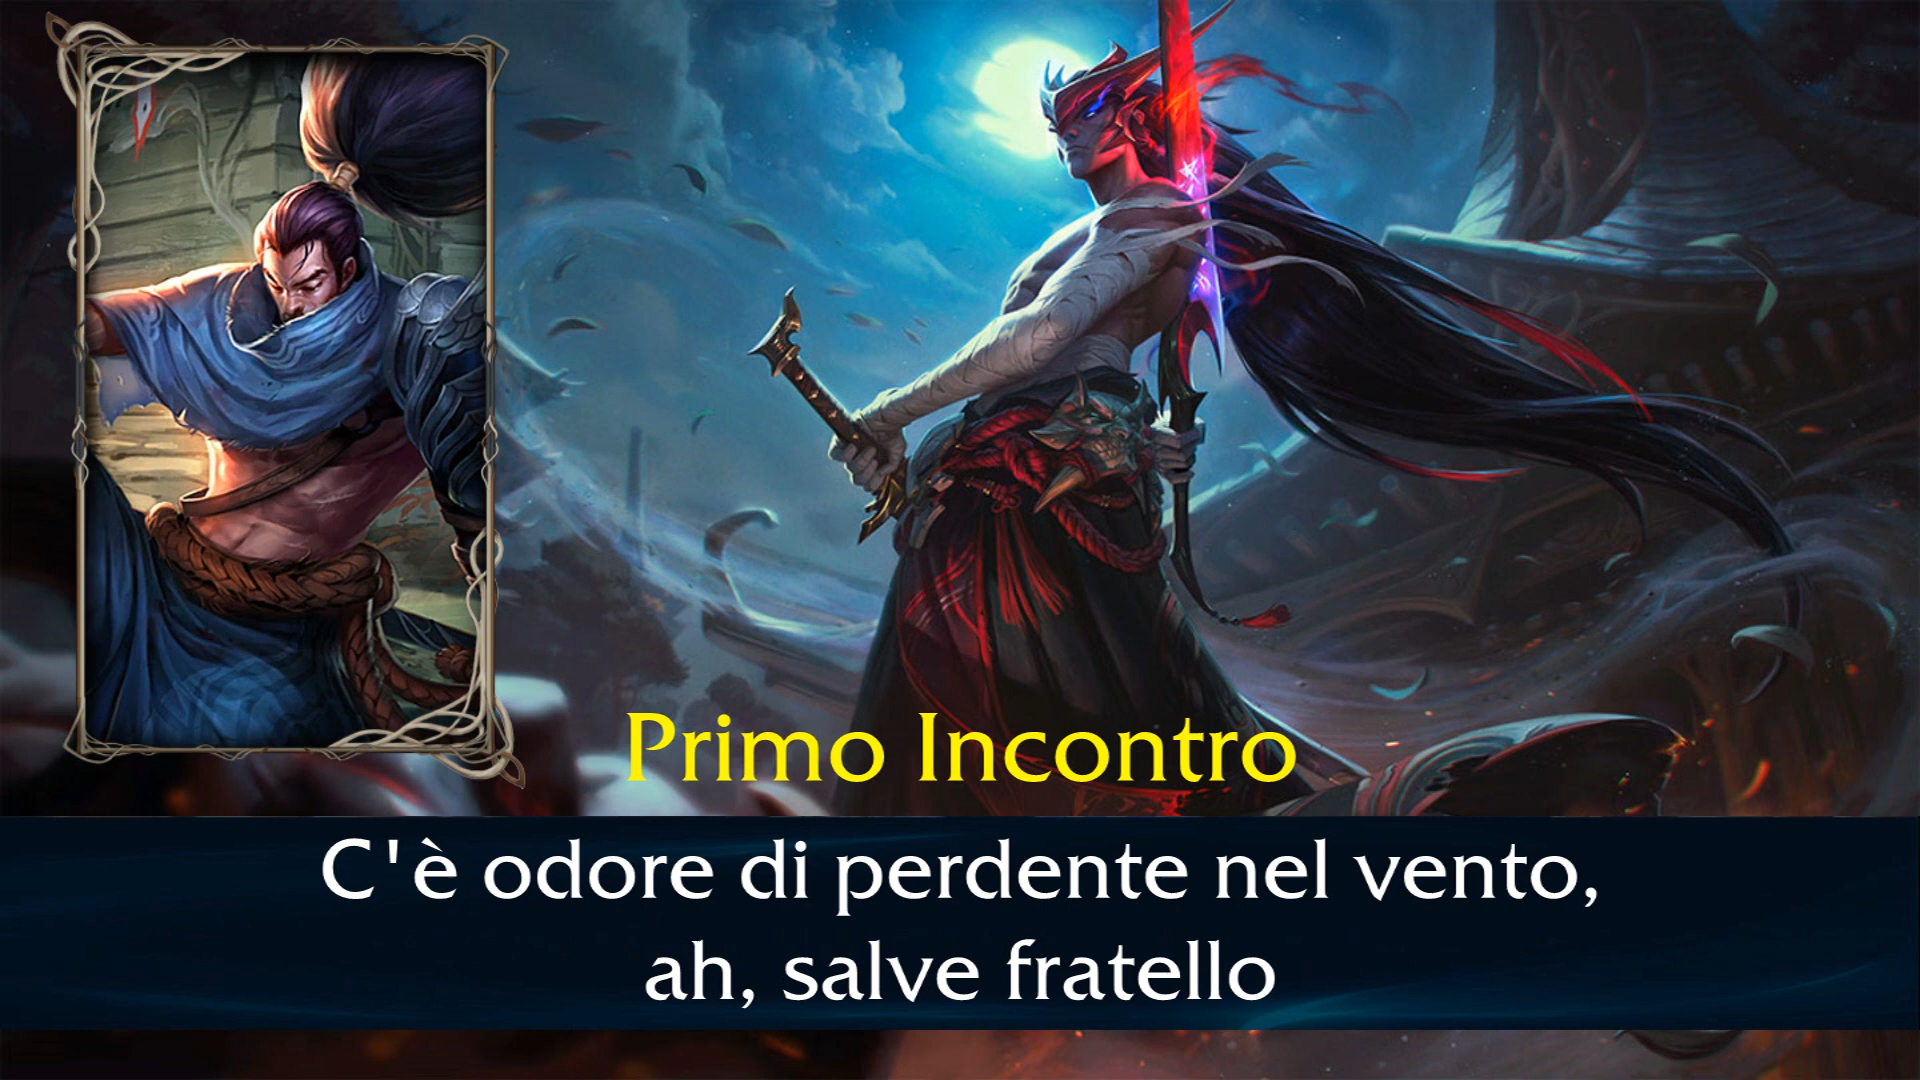 Primo Incontro
C'è odore di perdente nel vento,
ah, salve fratello